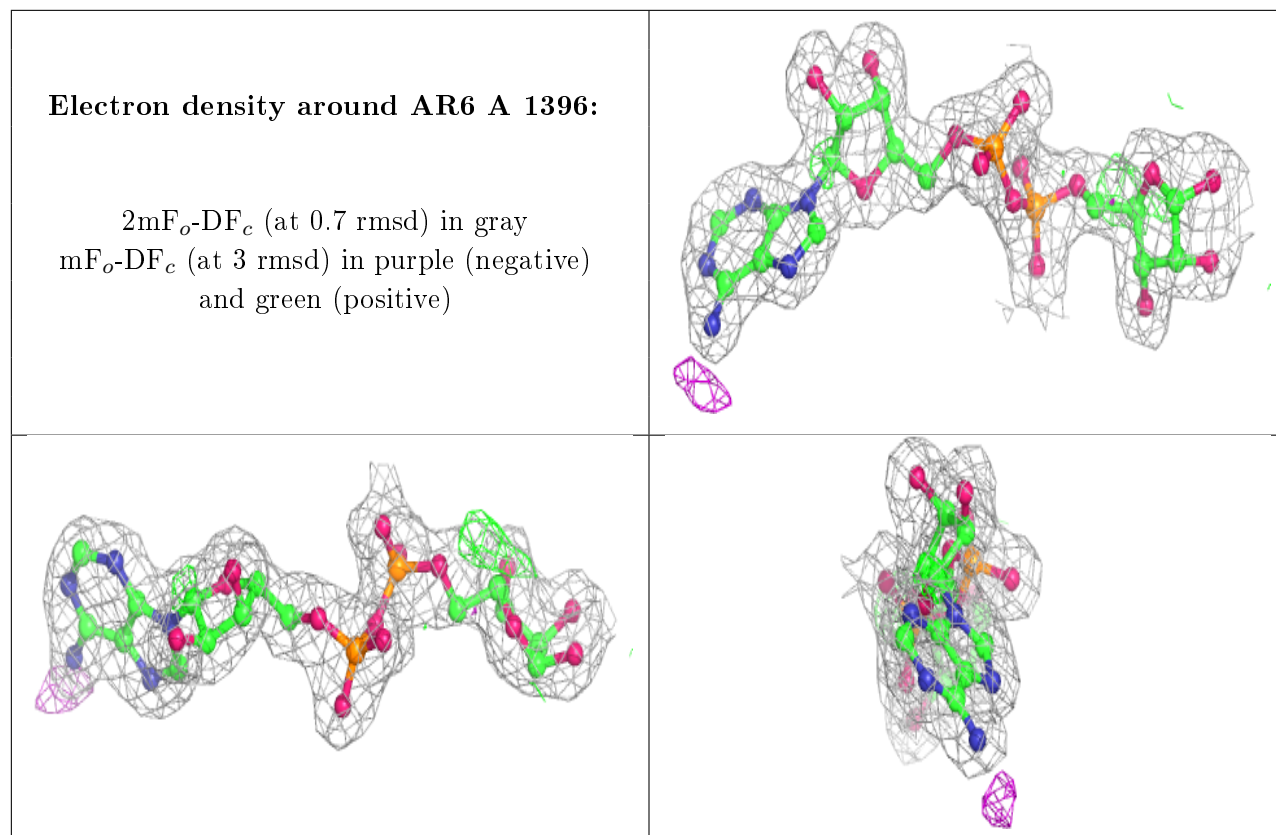 Electron density around AR6 A 1396:
2mFₒ-DF𝒸 (at 0.7 rmsd) in gray
mFₒ-DF𝒸 (at 3 rmsd) in purple (negative)
and green (positive)